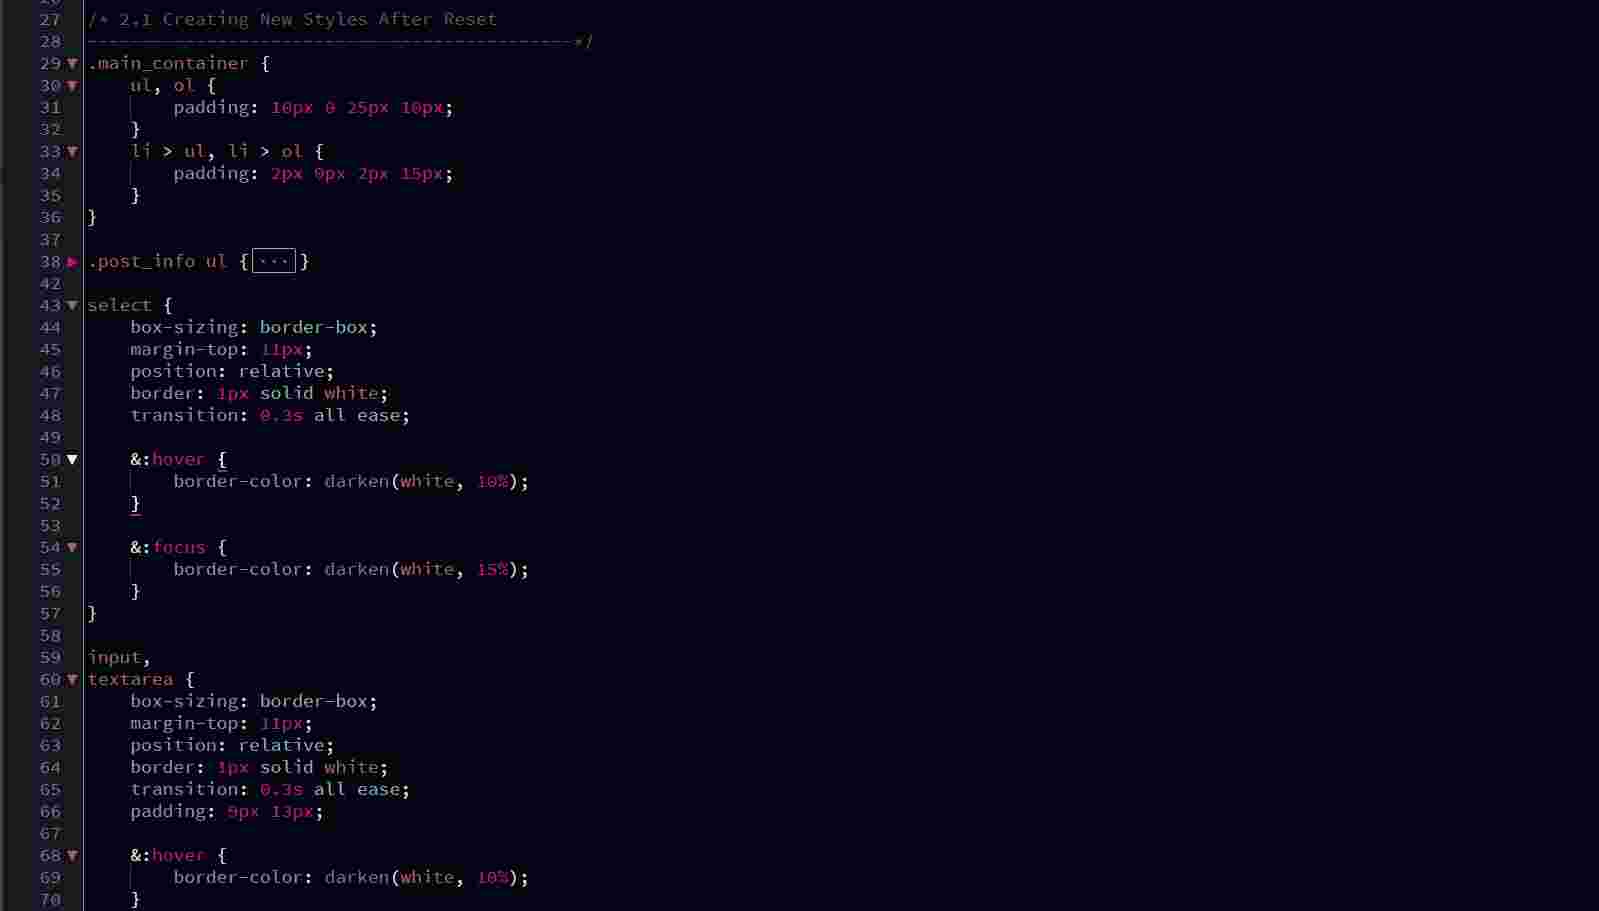 27 /* 2.1 Creating New Styles After Reset
28 ---------------------------------------------*/
29 .main_container {
30 ul, ol {
31 padding: 10px 0 25px 10px;
32 }
33 li > ul, li > ol {
34 padding: 2px 0px 2px 15px;
35 }
36 }
37
38 .post_info ul {...}
42
43 select {
44 box-sizing: border-box;
45 margin-top: 11px;
46 position: relative;
47 border: 1px solid white;
48 transition: 0.3s all ease;
49
50 &:hover {
51 border-color: darken(white, 10%);
52 }
53
54 &:focus {
55 border-color: darken(white, 15%);
56 }
57 }
58
59 input,
60 textarea {
61 box-sizing: border-box;
62 margin-top: 11px;
63 position: relative;
64 border: 1px solid white;
65 transition: 0.3s all ease;
66 padding: 9px 13px;
67
68 &:hover {
69 border-color: darken(white, 10%);
70 }